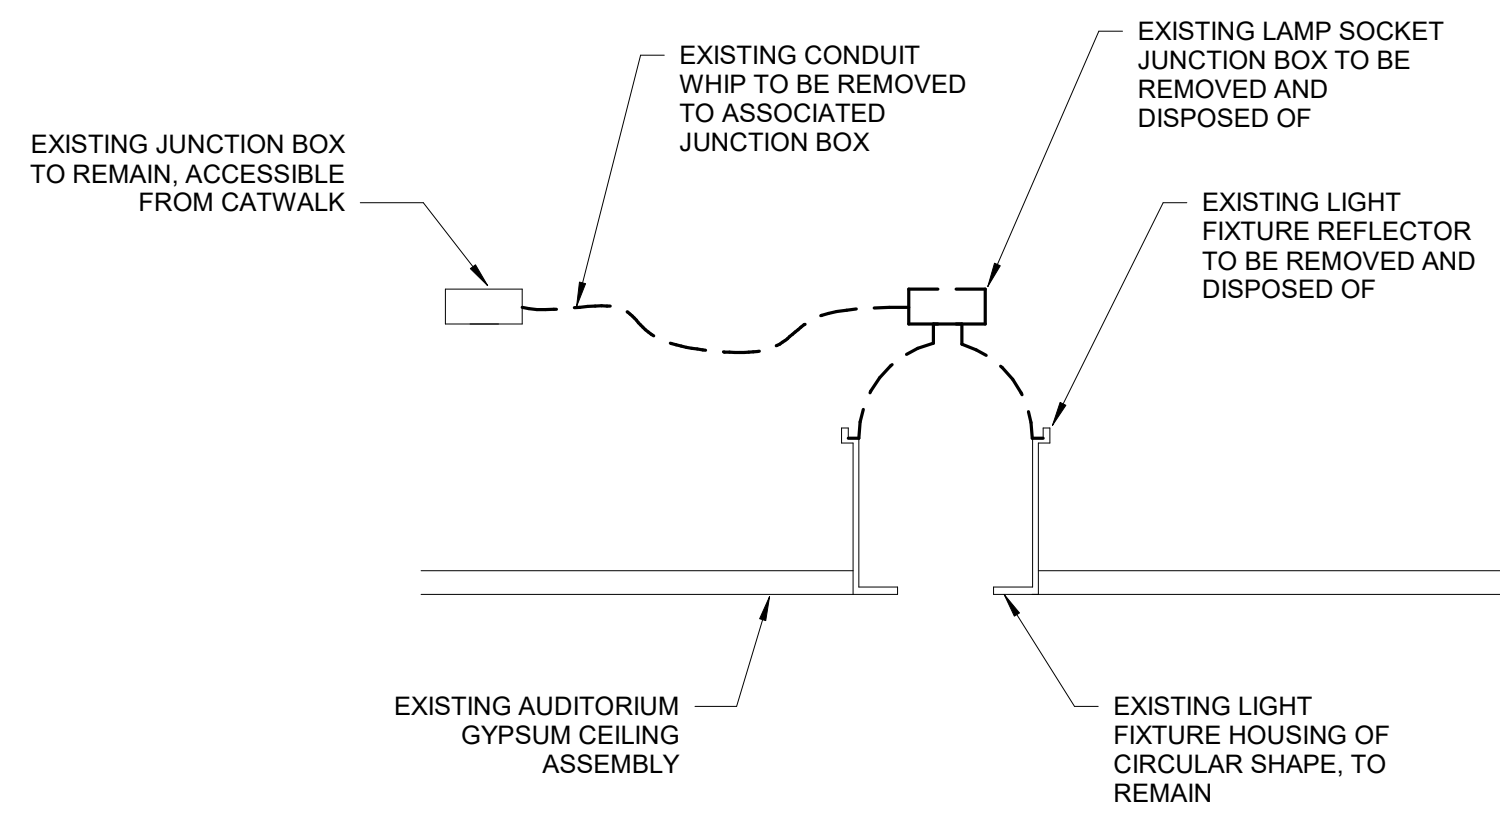 EXISTING LAMP SOCKET
JUNCTION BOX TO BE
REMOVED AND
DISPOSED OF
EXISTING CONDUIT
WHIP TO BE REMOVED
TO ASSOCIATED
JUNCTION BOX
EXISTING JUNCTION BOX
TO REMAIN, ACCESSIBLE
FROM CATWALK
EXISTING LIGHT
FIXTURE REFLECTOR
TO BE REMOVED AND
DISPOSED OF
EXISTING AUDITORIUM
GYPSUM CEILING
ASSEMBLY
EXISTING LIGHT
FIXTURE HOUSING OF
CIRCULAR SHAPE, TO
REMAIN